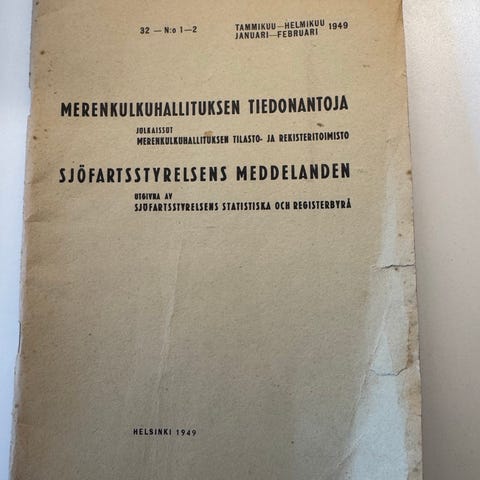 32 — N:o 1—2
TAMMIKUU—HELMIKUU 1949
JANUARI—FEBRUARI
MERENKULKUHALLITUKSEN TIEDONANTOJA
JULKAISSUT
MERENKULKUHALLITUKSEN TILASTO- JA REKISTERITOIMISTO
SJÖFARTSSTYRELSENS MEDDELANDEN
UTGIVNA AV
SJÖFARTSSTYRELSENS STATISTISKA OCH REGISTERBYRÅ
HELSINKI 1949